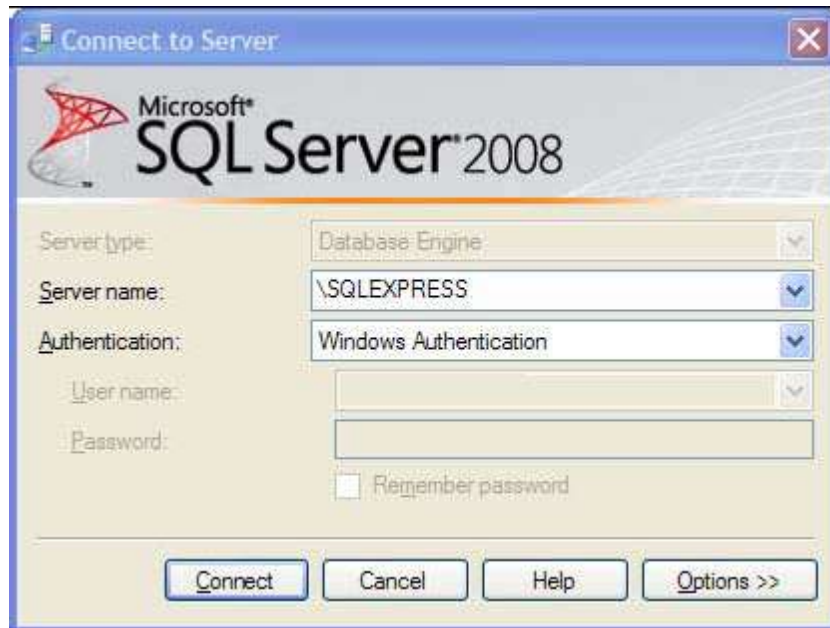 Connect to Server
Microsoft®
SQL Server® 2008
Server type: Database Engine
Server name: \SQLEXPRESS
Authentication: Windows Authentication
User name:
Password:
Remember password
Connect Cancel Help Options >>